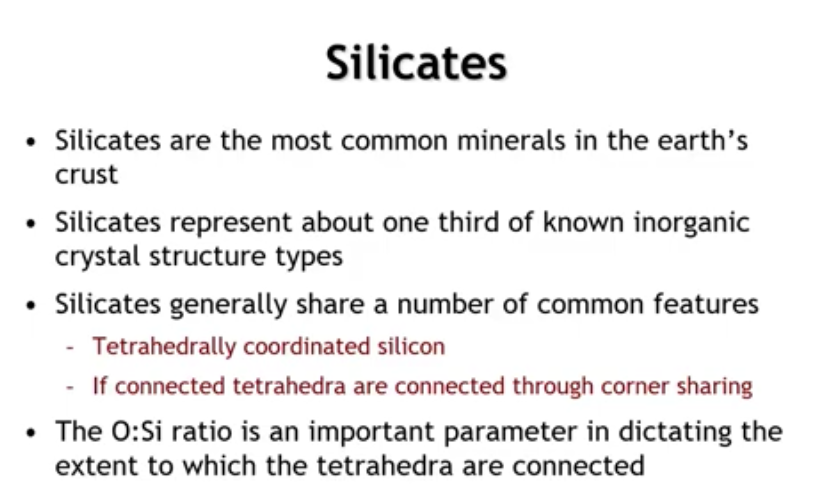 Silicates
• Silicates are the most common minerals in the earth's
crust
• Silicates represent about one third of known inorganic
crystal structure types
• Silicates generally share a number of common features
- Tetrahedrally coordinated silicon
- If connected tetrahedra are connected through corner sharing
• The O:Si ratio is an important parameter in dictating the
extent to which the tetrahedra are connected